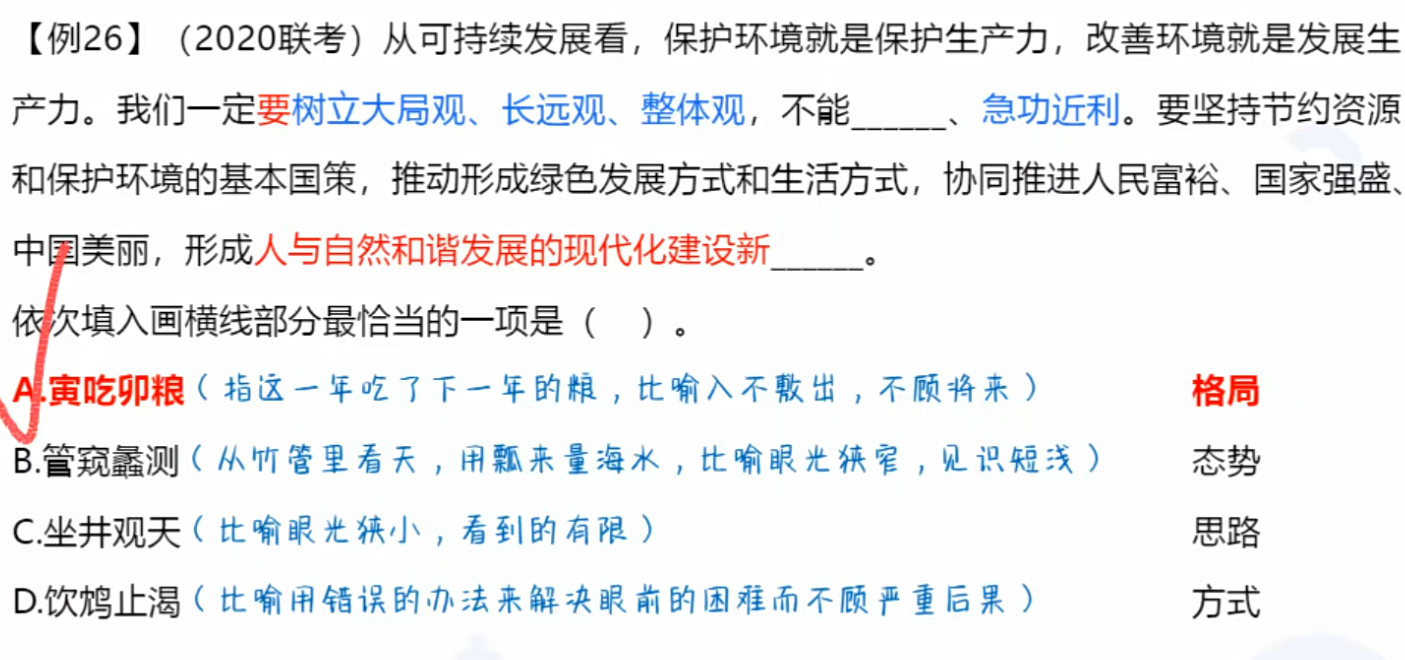 【例26】（2020联考）从可持续发展看，保护环境就是保护生产力，改善环境就是发展生
产力。我们一定要树立大局观、长远观、整体观，不能______、急功近利。要坚持节约资源
和保护环境的基本国策，推动形成绿色发展方式和生活方式，协同推进人民富裕、国家强盛、
中国美丽，形成人与自然和谐发展的现代化建设新______。
依次填入画横线部分最恰当的一项是（　）。
A.寅吃卯粮（指这一年吃了下一年的粮，比喻入不敷出，不顾将来） 格局
B.管窥蠡测（从竹管里看天，用瓢来量海水，比喻眼光狭窄，见识短浅） 态势
C.坐井观天（比喻眼光狭小，看到的有限） 思路
D.饮鸩止渴（比喻用错误的办法来解决眼前的困难而不顾严重后果） 方式